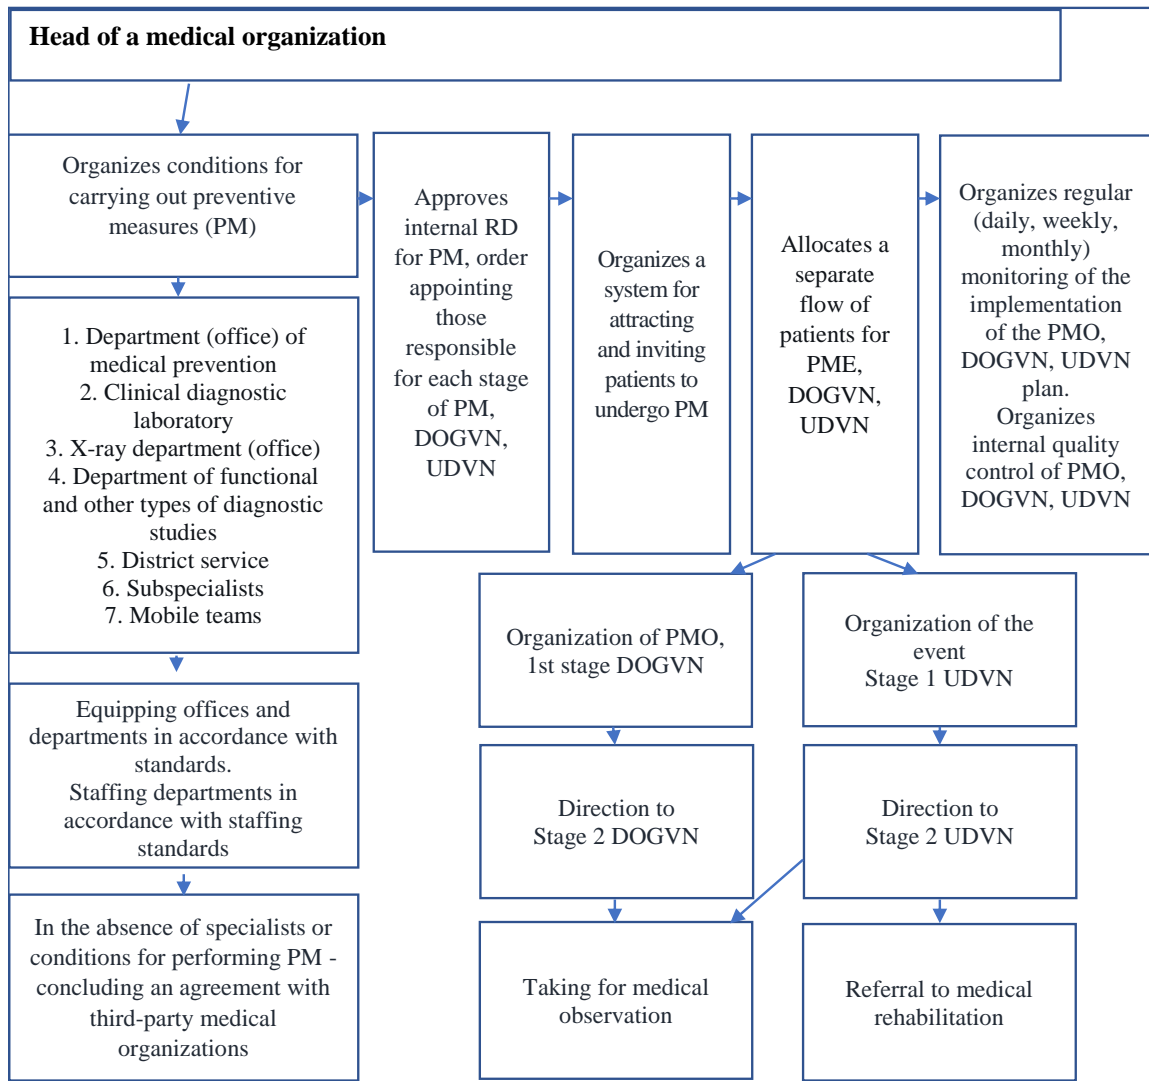 Head of a medical organization
Organizes conditions for
carrying out preventive
measures (PM)
Approves
internal RD
for PM, order
appointing
those
responsible
for each stage
of PM,
DOGVN,
UDVN
Organizes a
system for
attracting
and inviting
patients to
undergo PM
Allocates a
separate
flow of
patients for
PME,
DOGVN,
UDVN
Organizes regular
(daily, weekly,
monthly)
monitoring of the
implementation
of the PMO,
DOGVN, UDVN
plan.
Organizes
internal quality
control of PMO,
DOGVN, UDVN
1. Department (office) of
medical prevention
2. Clinical diagnostic
laboratory
3. X-ray department (office)
4. Department of functional
and other types of diagnostic
studies
5. District service
6. Subspecialists
7. Mobile teams
Equipping offices and
departments in accordance with
standards.
Staffing departments in
accordance with staffing
standards
In the absence of specialists or
conditions for performing PM -
concluding an agreement with
third-party medical
organizations
Organization of PMO,
1st stage DOGVN
Organization of the
event
Stage 1 UDVN
Direction to
Stage 2 DOGVN
Direction to
Stage 2 UDVN
Taking for medical
observation
Referral to medical
rehabilitation